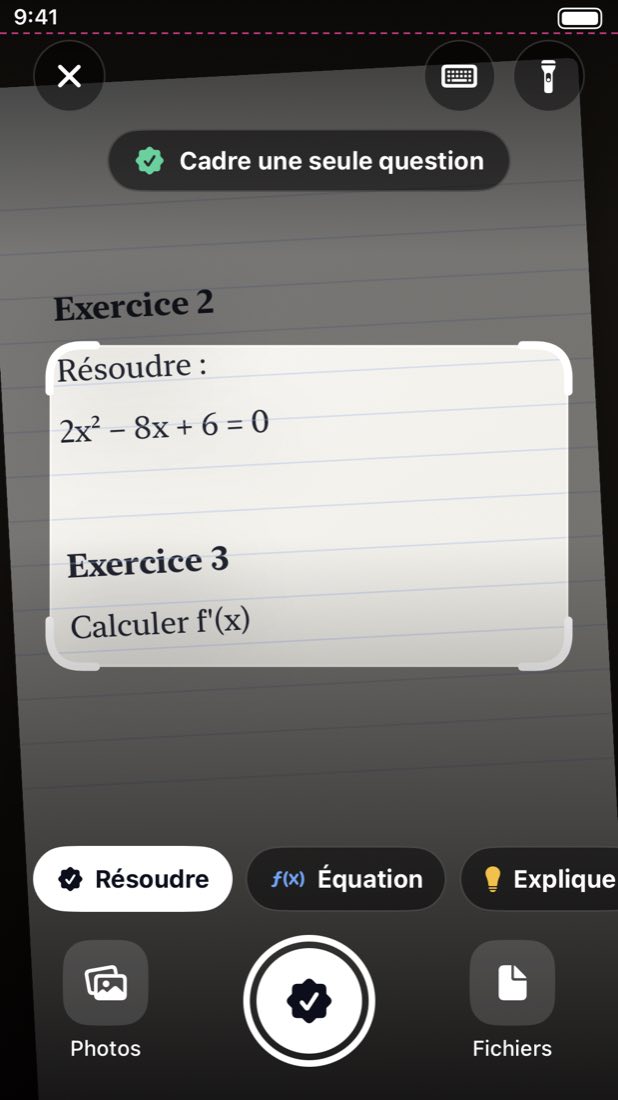 9:41
Cadre une seule question
Exercice 2
Résoudre :
2x² – 8x + 6 = 0
Exercice 3
Calculer f'(x)
Résoudre
f(x) Équation
Explique
Photos
Fichiers